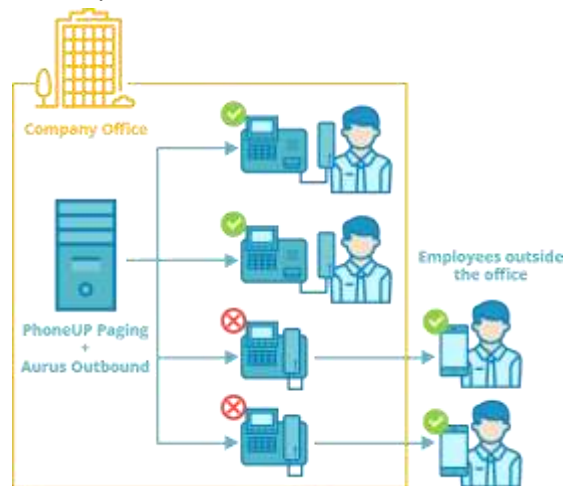 Company Office
Employees outside
the office
PhoneUP Paging
+
Aurus Outbound